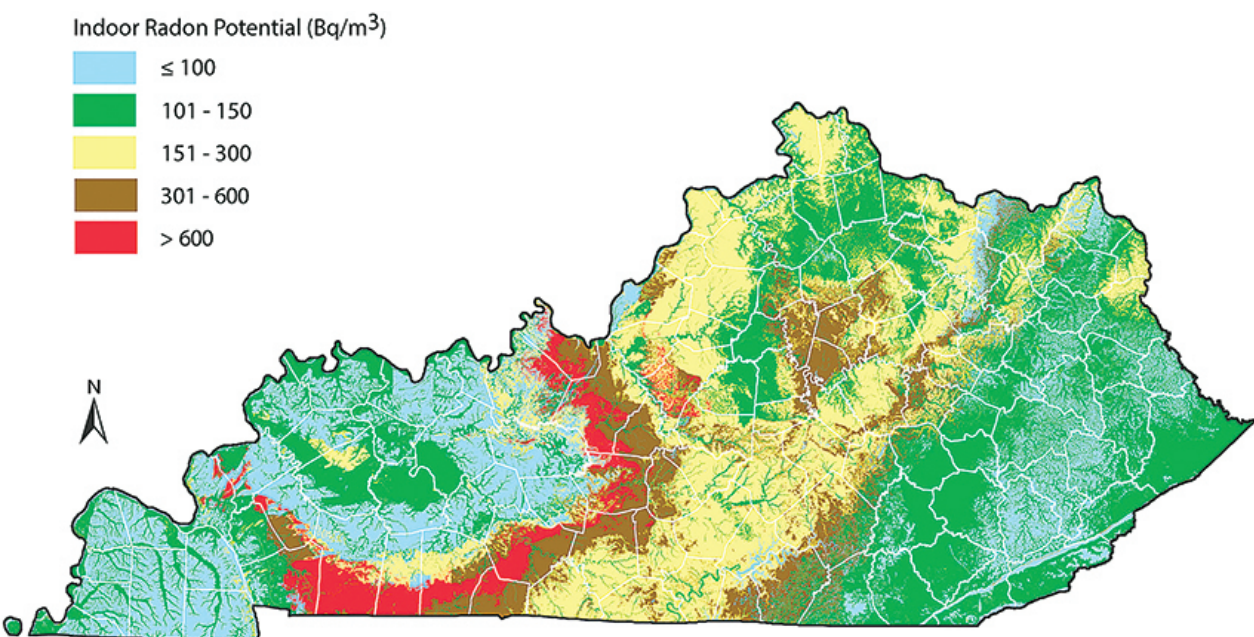 Indoor Radon Potential (Bq/m³)
≤ 100
101 - 150
151 - 300
301 - 600
> 600
N